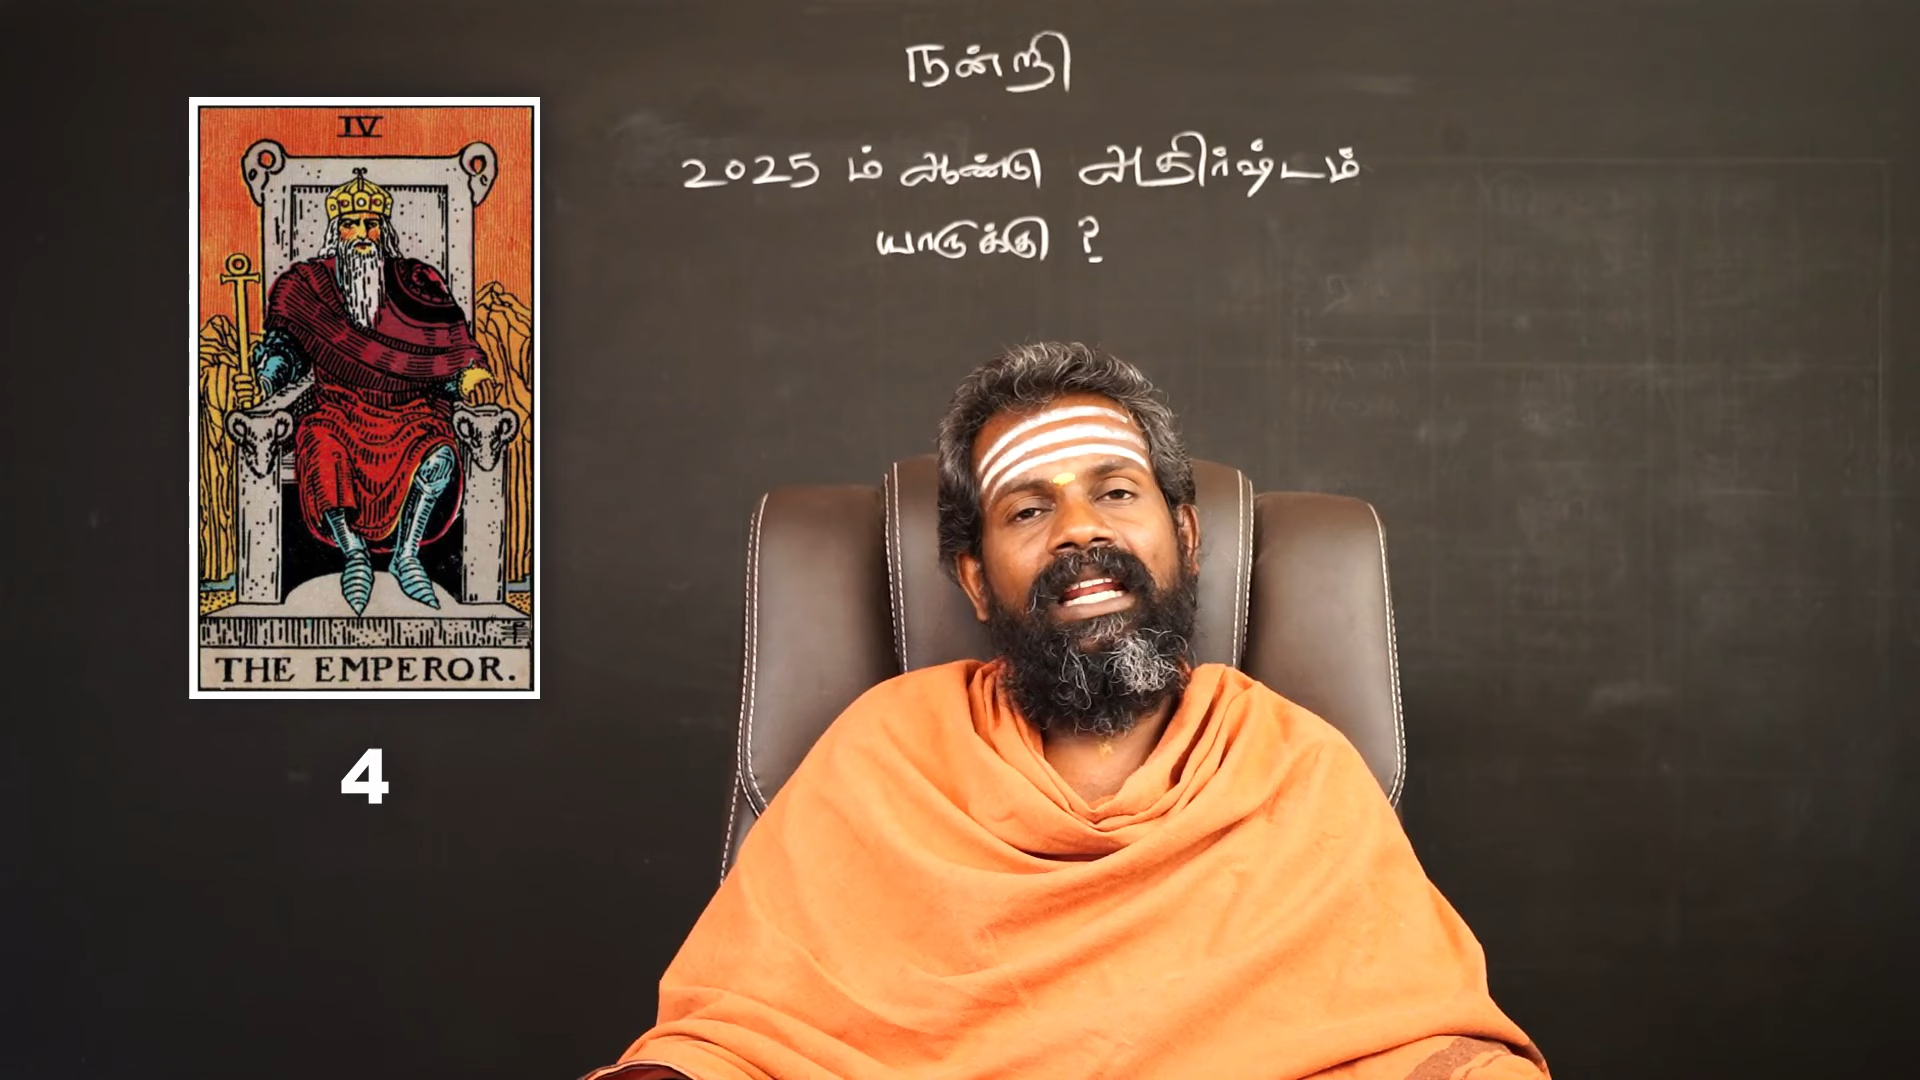 நன்றி
2025 ம் ஆண்டு அதிர்ஷ்டம்
யாருக்கு ?
IV
THE EMPEROR.
4